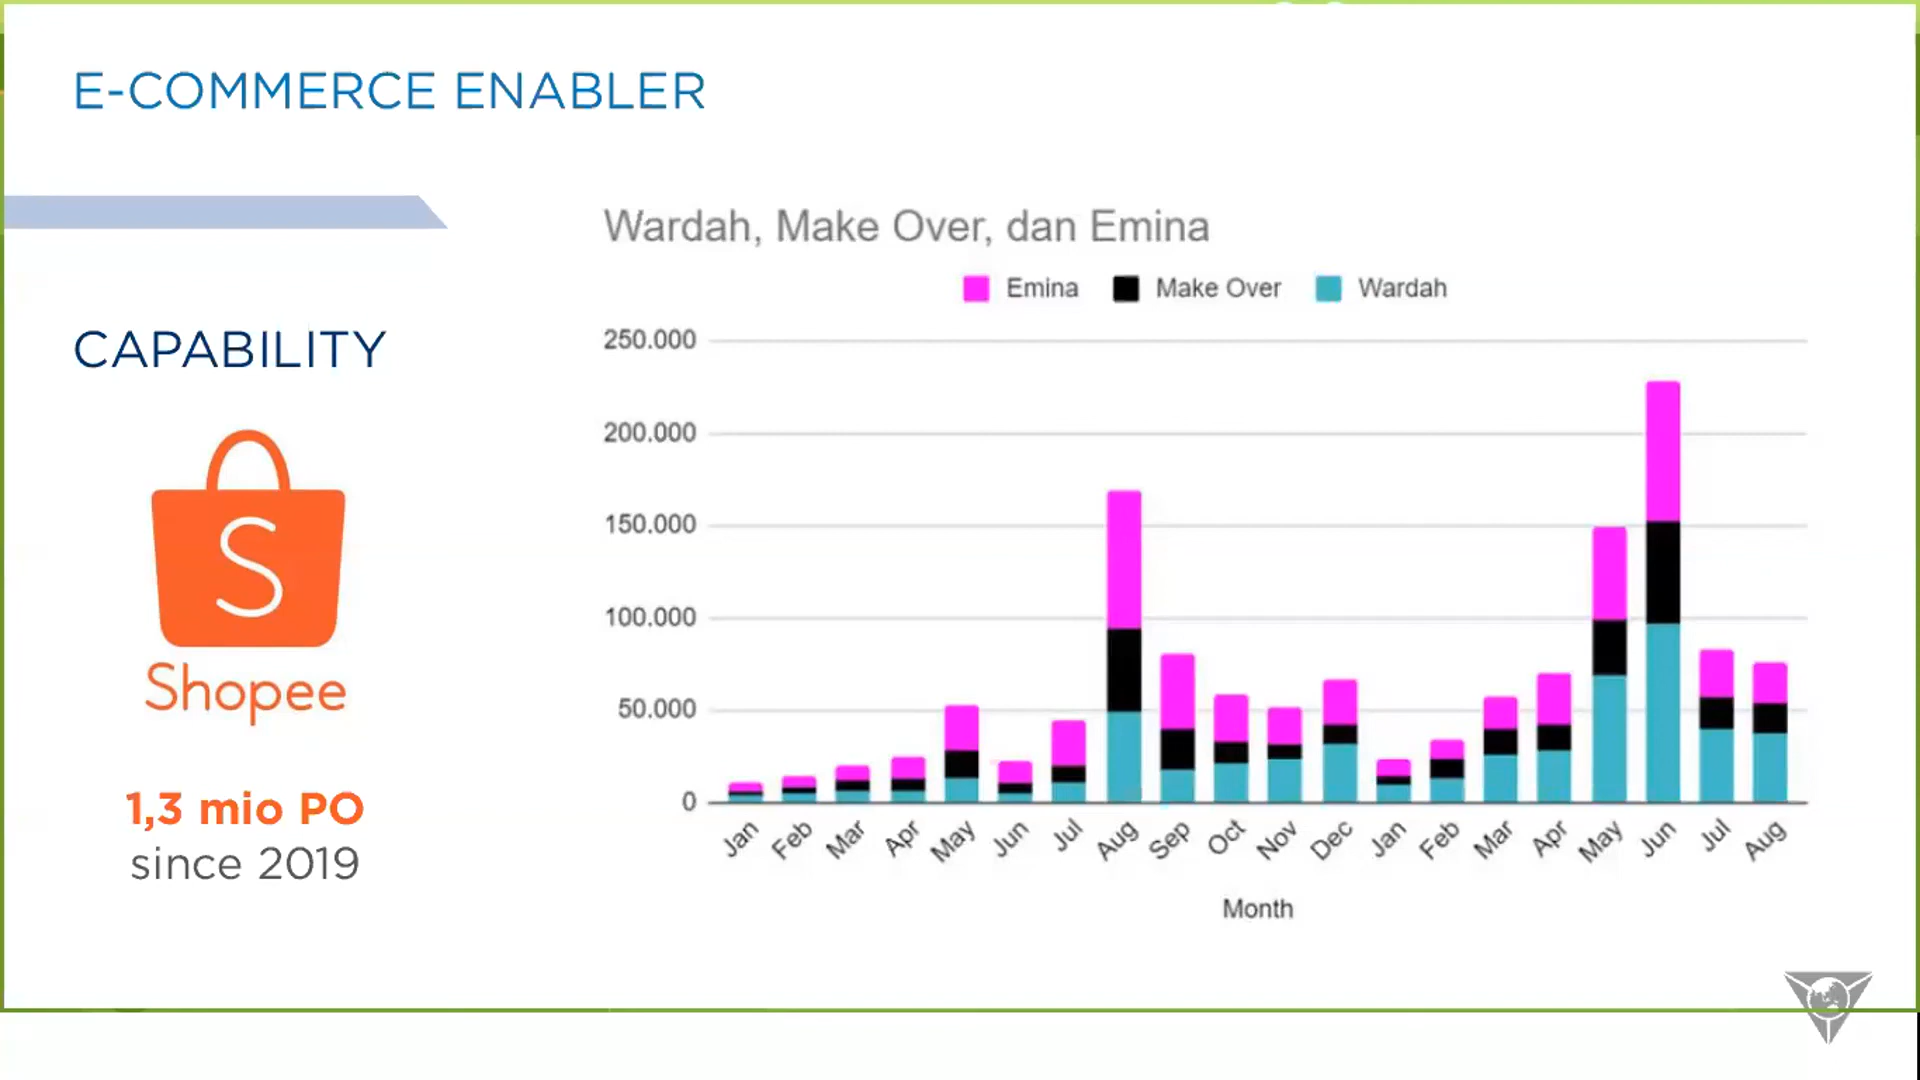 E-COMMERCE ENABLER
CAPABILITY
S
Shopee
1,3 mio PO
since 2019
Wardah, Make Over, dan Emina
Emina Make Over Wardah
250.000
200.000
150.000
100.000
50.000
0
Jan Feb Mar Apr May Jun Jul Aug Sep Oct Nov Dec Jan Feb Mar Apr May Jun Jul Aug
Month